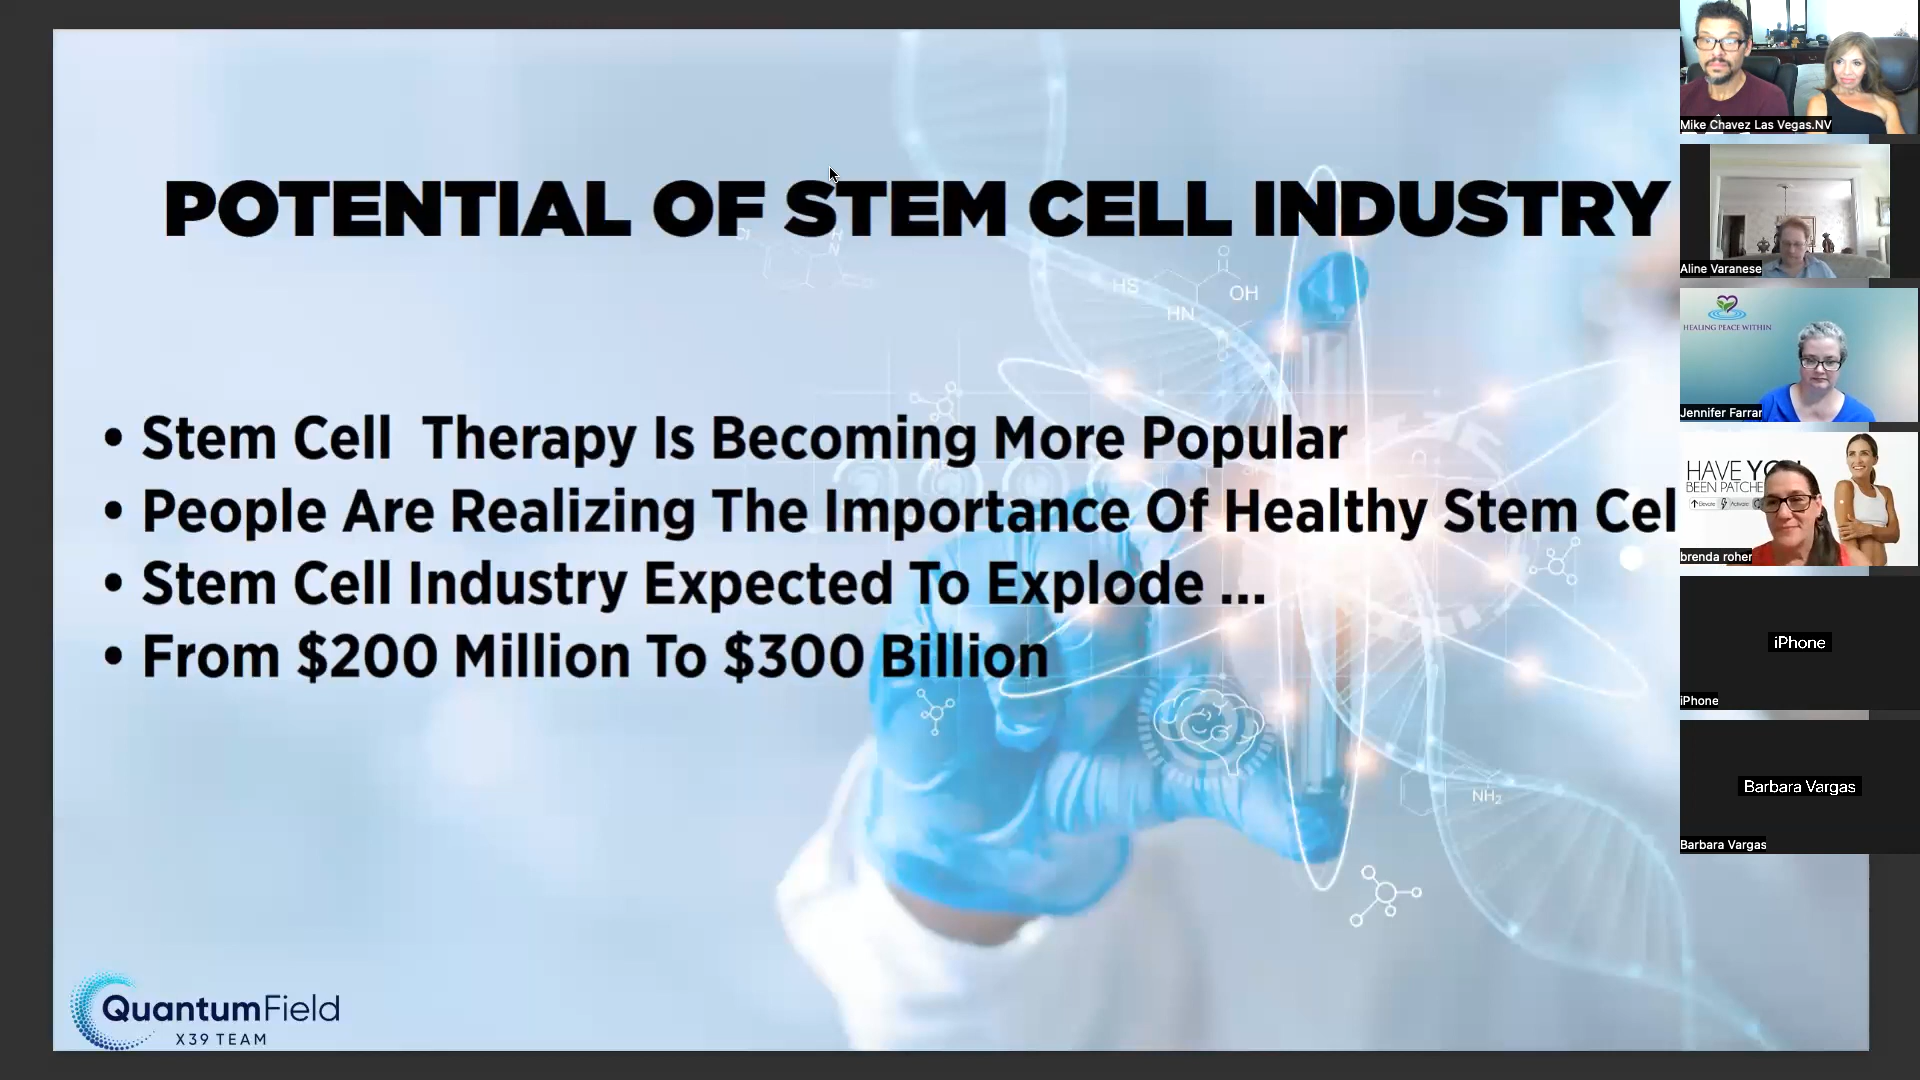 POTENTIAL OF STEM CELL INDUSTRY
• Stem Cell Therapy Is Becoming More Popular
• People Are Realizing The Importance Of Healthy Stem Cel
• Stem Cell Industry Expected To Explode ...
• From $200 Million To $300 Billion
Cl
H
N
HS
O
OH
HN
NH₂
QuantumField
X39 TEAM
Mike Chavez Las Vegas.NV
Aline Varanese
HEALING PEACE WITHIN
Jennifer Farrar
HAVE YOU
BEEN PATCHE
Elevate
Activate
brenda roher
iPhone
iPhone
Barbara Vargas
Barbara Vargas